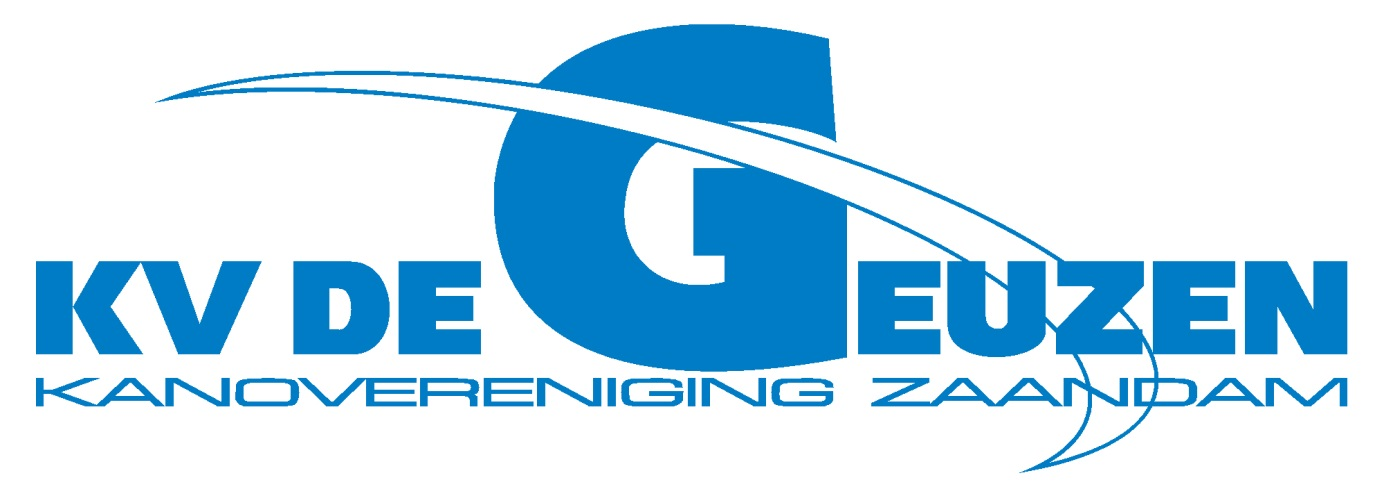 KV DE GEUZEN
KANOVERENIGING ZAANDAM